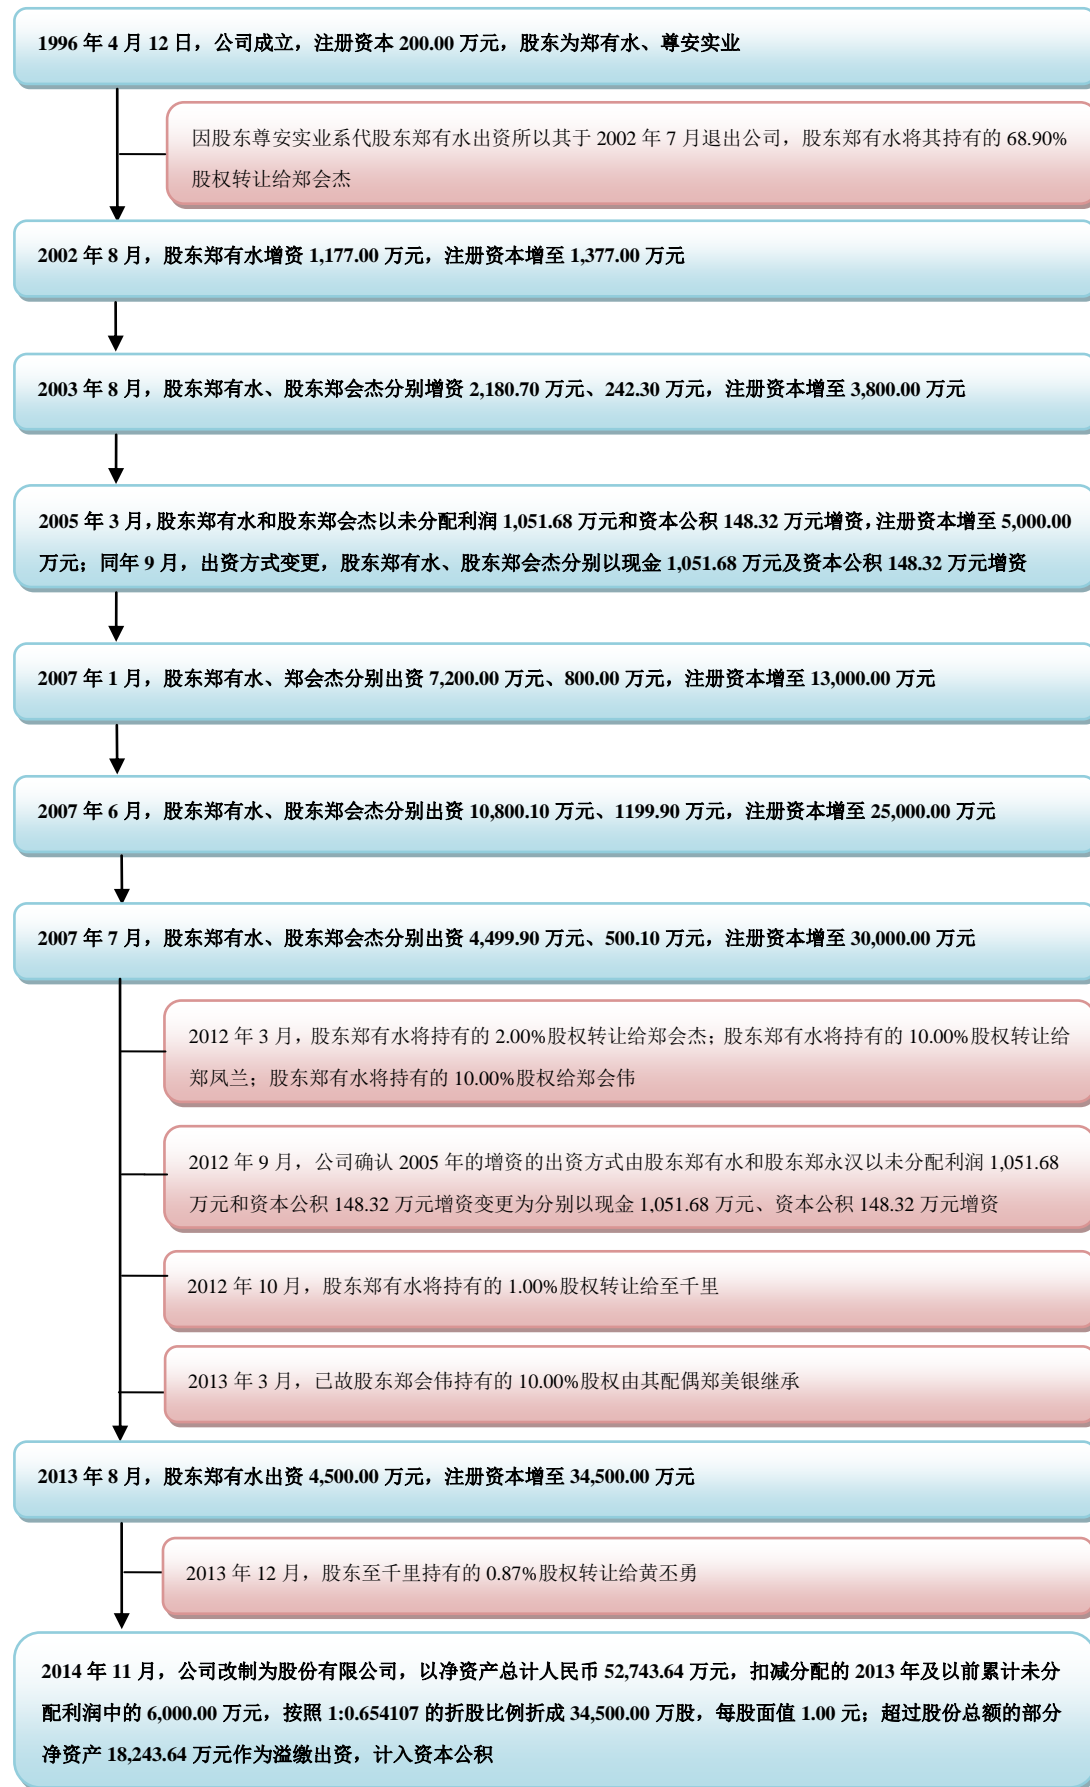 1996 年 4 月 12 日，公司成立，注册资本 200.00 万元，股东为郑有水、尊安实业
因股东尊安实业系代股东郑有水出资所以其于 2002 年 7 月退出公司，股东郑有水将其持有的 68.90%
股权转让给郑会杰
2002 年 8 月，股东郑有水增资 1,177.00 万元，注册资本增至 1,377.00 万元
2003 年 8 月，股东郑有水、股东郑会杰分别增资 2,180.70 万元、242.30 万元，注册资本增至 3,800.00 万元
2005 年 3 月，股东郑有水和股东郑会杰以未分配利润 1,051.68 万元和资本公积 148.32 万元增资，注册资本增至 5,000.00
万元；同年 9 月，出资方式变更，股东郑有水、股东郑会杰分别以现金 1,051.68 万元及资本公积 148.32 万元增资
2007 年 1 月，股东郑有水、郑会杰分别出资 7,200.00 万元、800.00 万元，注册资本增至 13,000.00 万元
2007 年 6 月，股东郑有水、股东郑会杰分别出资 10,800.10 万元、1199.90 万元，注册资本增至 25,000.00 万元
2007 年 7 月，股东郑有水、股东郑会杰分别出资 4,499.90 万元、500.10 万元，注册资本增至 30,000.00 万元
2012 年 3 月，股东郑有水将持有的 2.00%股权转让给郑会杰；股东郑有水将持有的 10.00%股权转让给
郑凤兰；股东郑有水将持有的 10.00%股权给郑会伟
2012 年 9 月，公司确认 2005 年的增资的出资方式由股东郑有水和股东郑永汉以未分配利润 1,051.68
万元和资本公积 148.32 万元增资变更为分别以现金 1,051.68 万元、资本公积 148.32 万元增资
2012 年 10 月，股东郑有水将持有的 1.00%股权转让给至千里
2013 年 3 月，已故股东郑会伟持有的 10.00%股权由其配偶郑美银继承
2013 年 8 月，股东郑有水出资 4,500.00 万元，注册资本增至 34,500.00 万元
2013 年 12 月，股东至千里持有的 0.87%股权转让给黄丕勇
2014 年 11 月，公司改制为股份有限公司，以净资产总计人民币 52,743.64 万元，扣减分配的 2013 年及以前累计未分
配利润中的 6,000.00 万元，按照 1:0.654107 的折股比例折成 34,500.00 万股，每股面值 1.00 元；超过股份总额的部分
净资产 18,243.64 万元作为溢缴出资，计入资本公积